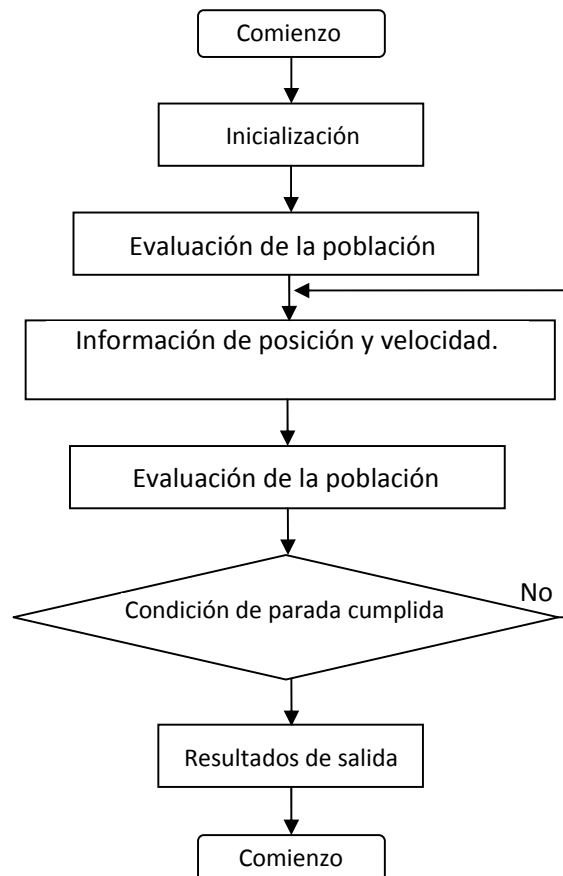 Comienzo
Inicialización
Evaluación de la población
Información de posición y velocidad.
Evaluación de la población
Condición de parada cumplida
No
Resultados de salida
Comienzo